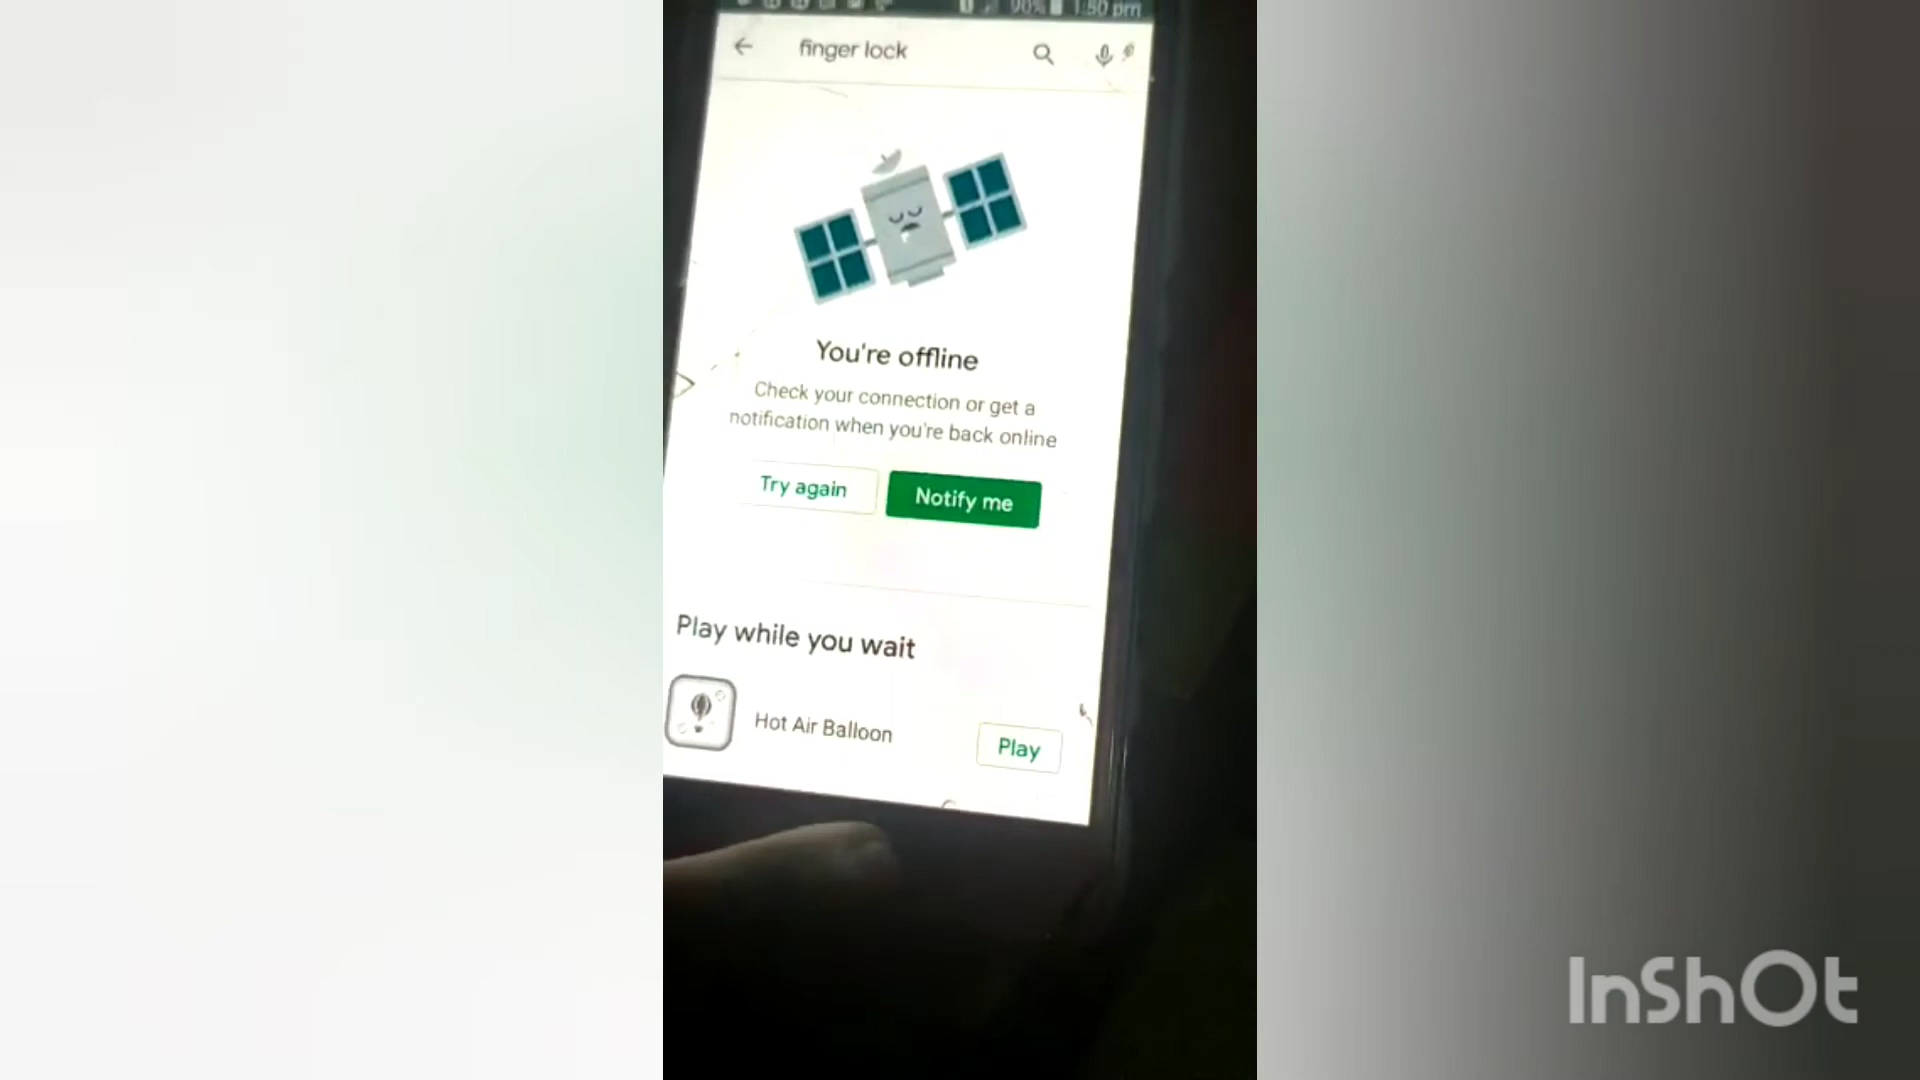 90% 1:50 pm
finger lock
You're offline
Check your connection or get a
notification when you're back online
Try again
Notify me
Play while you wait
Hot Air Balloon
Play
InShOt